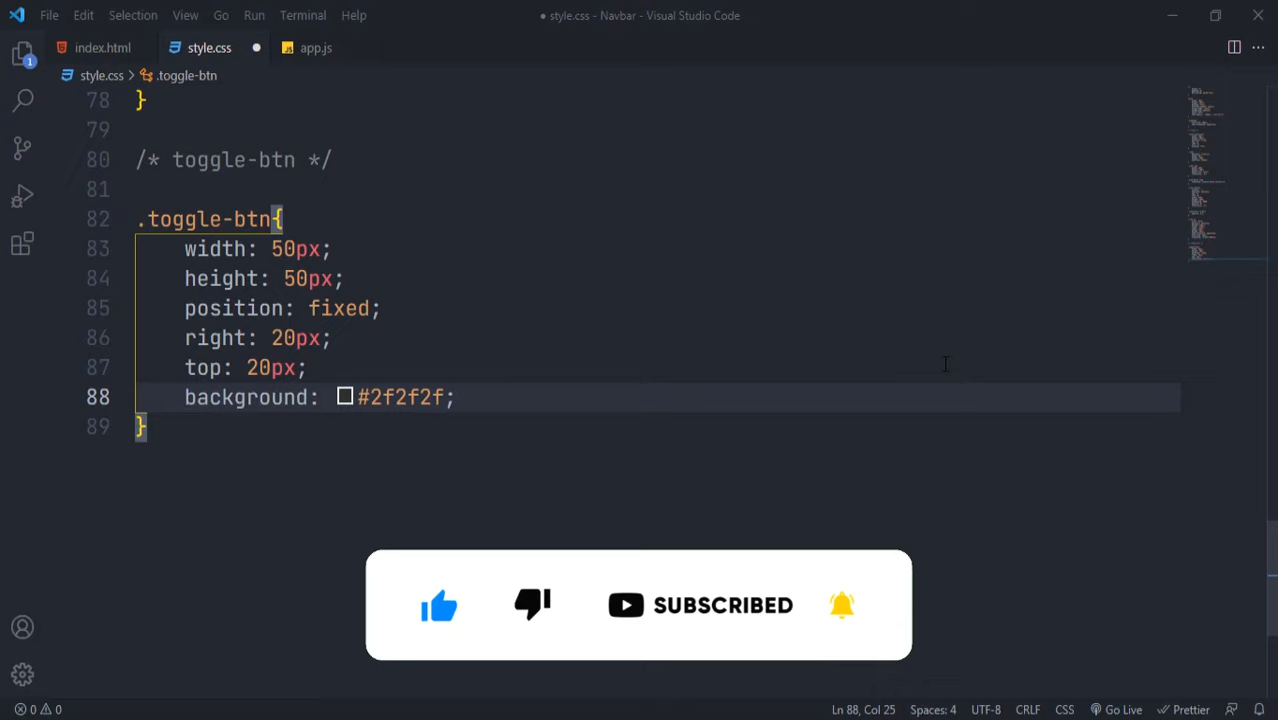 File Edit Selection View Go Run Terminal Help ● style.css - Navbar - Visual Studio Code
index.html style.css ● app.js
style.css > .toggle-btn
78 }
79
80 /* toggle-btn */
81
82 .toggle-btn{
83 width: 50px;
84 height: 50px;
85 position: fixed;
86 right: 20px;
87 top: 20px;
88 background: #2f2f2f;
89 }
1
SUBSCRIBED
0 0 Ln 88, Col 25 Spaces: 4 UTF-8 CRLF CSS Go Live Prettier